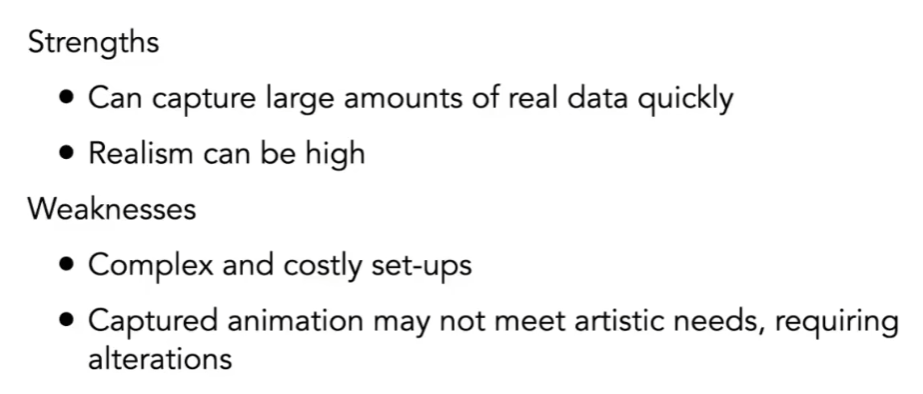 Strengths
• Can capture large amounts of real data quickly
• Realism can be high
Weaknesses
• Complex and costly set-ups
• Captured animation may not meet artistic needs, requiring
alterations